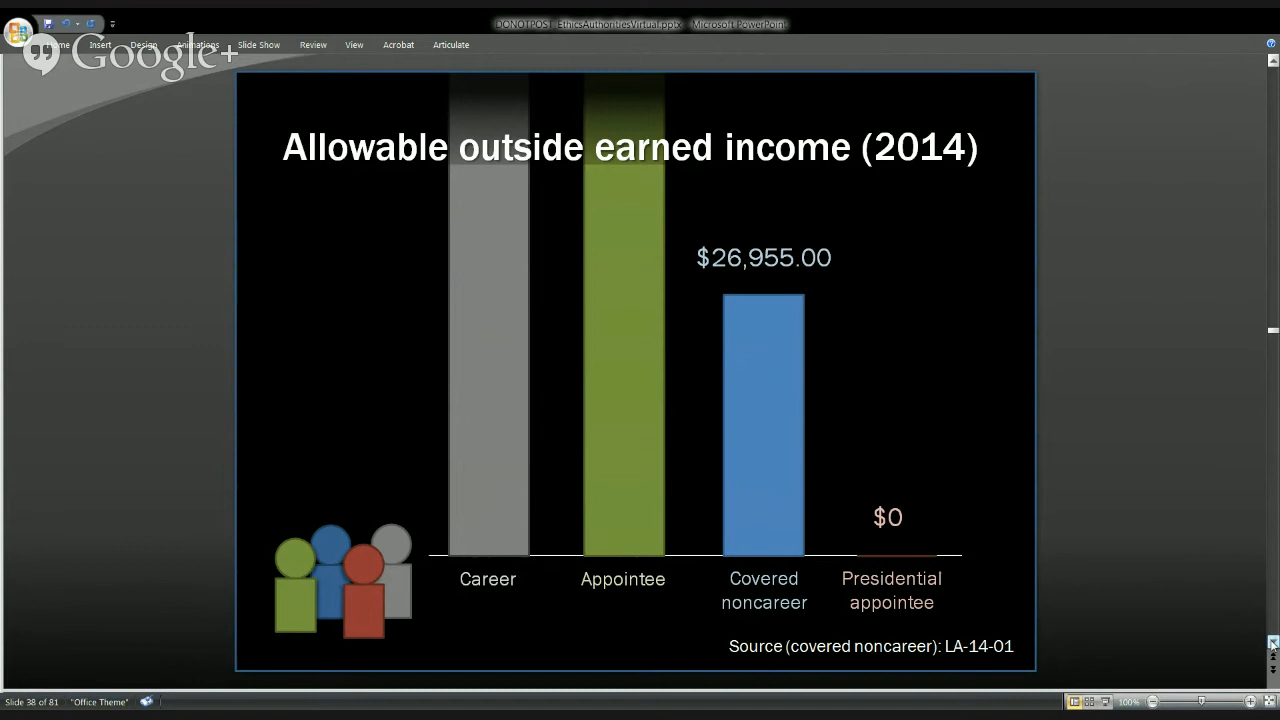 DONOTPOST_EthicsAuthoritiesVirtual.pptx - Microsoft PowerPoint
Home Insert Design Animations Slide Show Review View Acrobat Articulate
Google+
Allowable outside earned income (2014)
$26,955.00
$0
Career Appointee Covered noncareer Presidential appointee
Source (covered noncareer): LA-14-01
Slide 38 of 81 "Office Theme" 100%